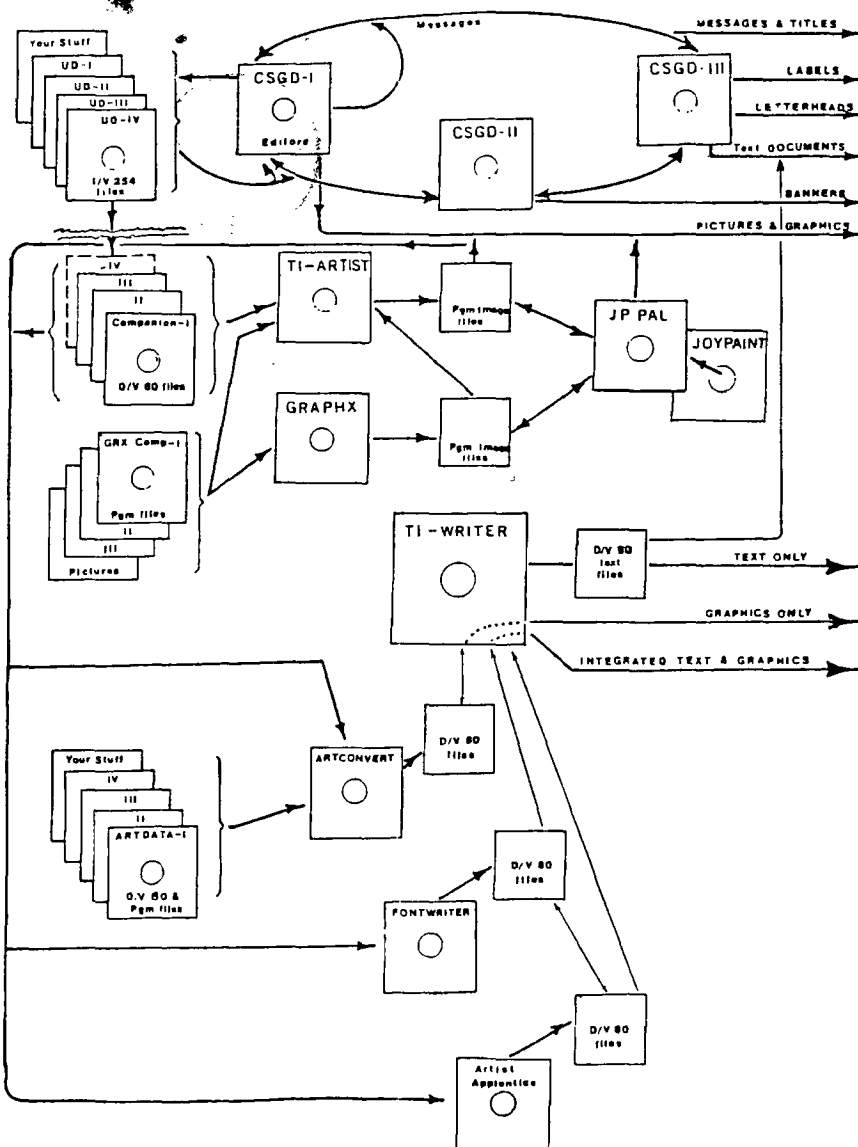 Messages
MESSAGES & TITLES
Your Stuff
UD-I
UD-II
UD-III
UD-IV
I/V 254
files
CSGD-I
CSGD-II
CSGD-III
LABELS
LETTERHEADS
Text DOCUMENTS
BANNERS
PICTURES & GRAPHICS
IV
III
II
Companion-I
D/V 80 files
TI-ARTIST
Pgm Image
files
JP PAL
JOYPAINT
GRAPHX
Pgm Image
files
GRX Comp-I
Pgm files
II
III
Pictures
TI-WRITER
D/V 80
text
files
TEXT ONLY
GRAPHICS ONLY
INTEGRATED TEXT & GRAPHICS
D/V 80
files
Your Stuff
IV
III
II
ARTDATA-I
D.V 80 &
Pgm files
ARTCONVERT
D/V 80
files
FONTWRITER
D/V 80
files
Artist
Apprentice